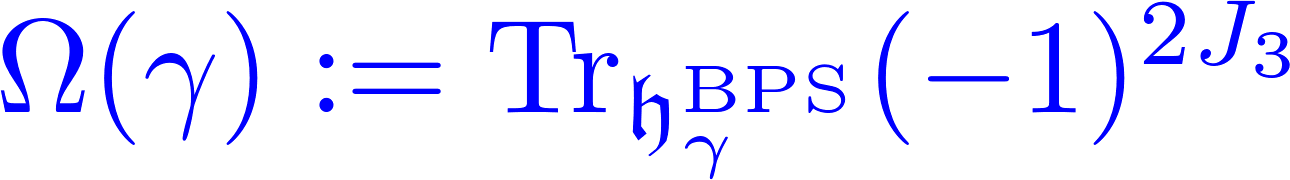 Ω(γ) := Tr_{𝔥_γ^{BPS}} (−1)^{2J_3}